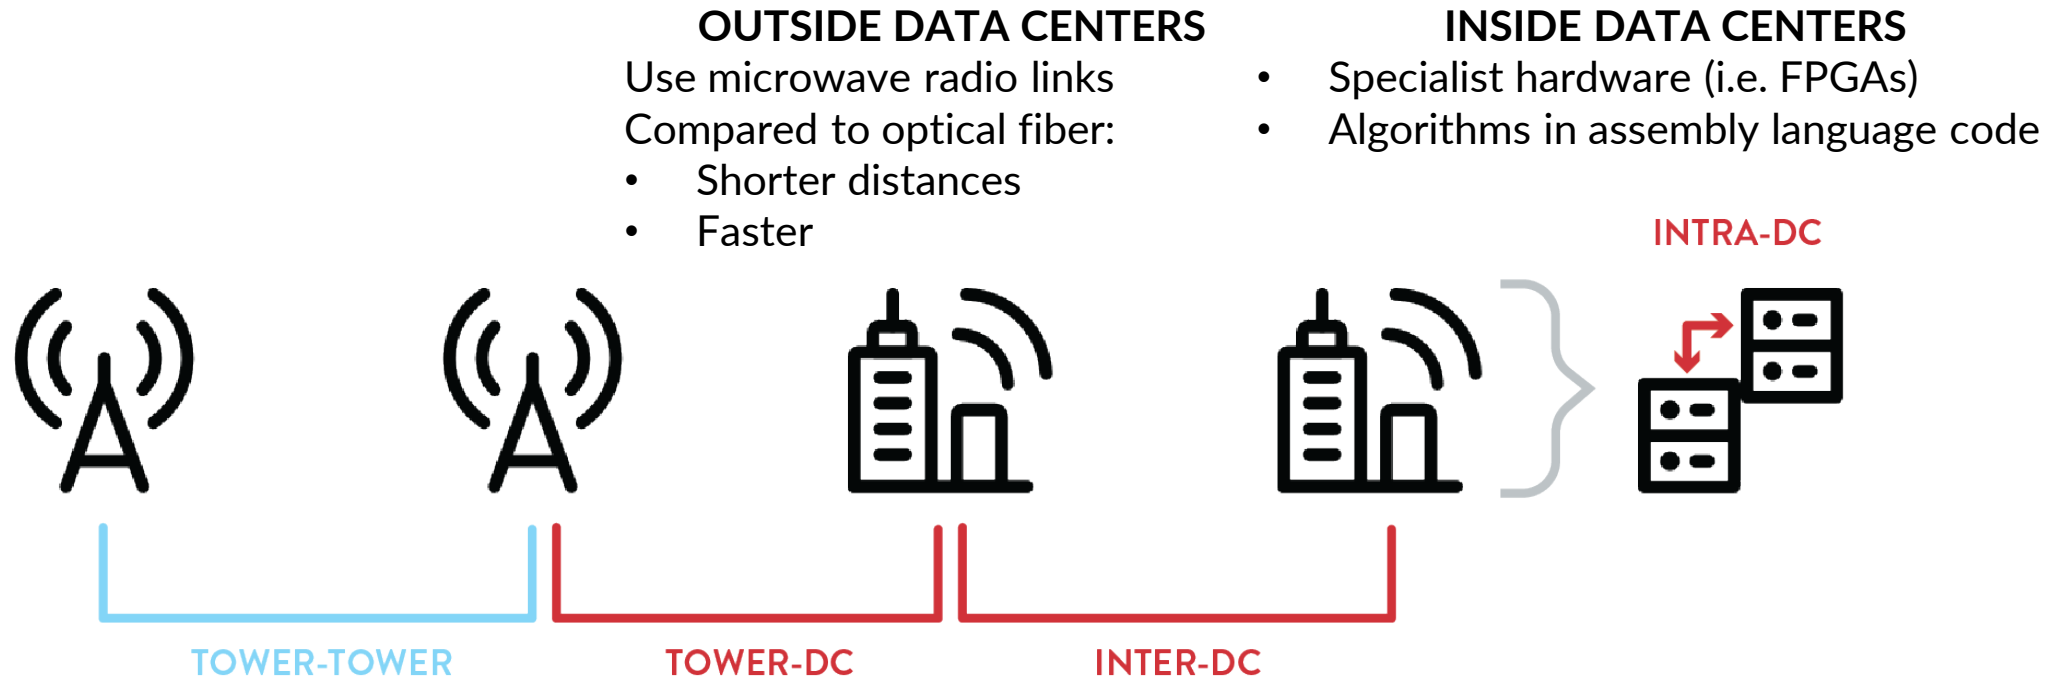 OUTSIDE DATA CENTERS
Use microwave radio links
Compared to optical fiber:
• Shorter distances
• Faster
INSIDE DATA CENTERS
• Specialist hardware (i.e. FPGAs)
• Algorithms in assembly language code
INTRA-DC
TOWER-TOWER
TOWER-DC
INTER-DC